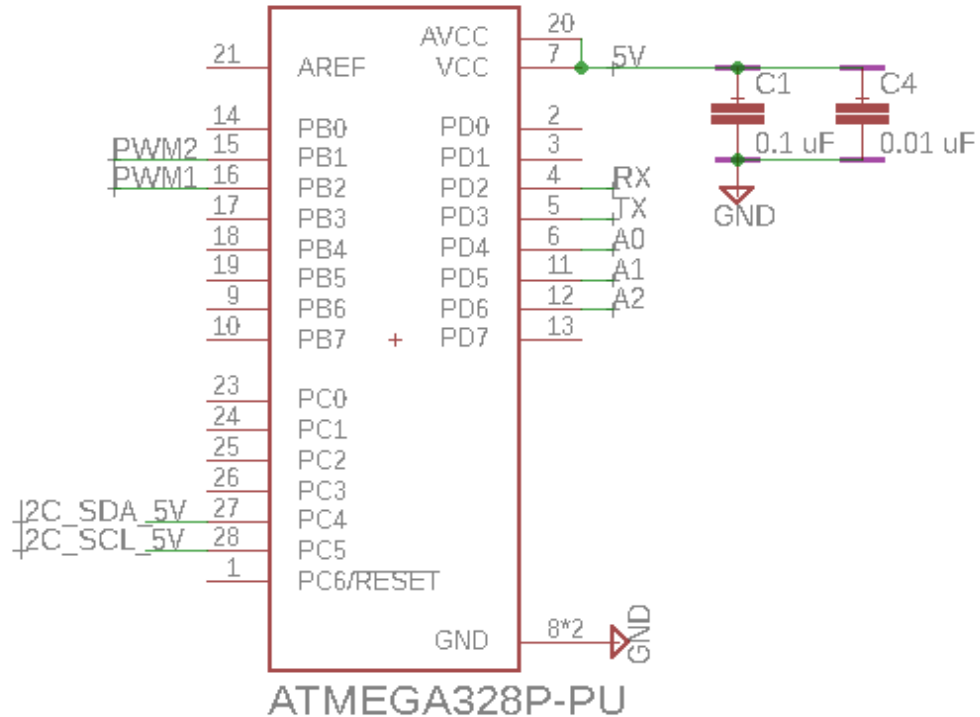 20
AVCC
21
7
5V
AREF
VCC
C1
C4
14
2
PB0
PD0
0.1 uF
0.01 uF
PWM2
15
3
PB1
PD1
PWM1
16
4
RX
PB2
PD2
GND
17
5
TX
PB3
PD3
18
6
A0
PB4
PD4
19
11
A1
PB5
PD5
9
12
A2
PB6
PD6
10
13
PB7
PD7
23
PC0
24
PC1
25
PC2
26
PC3
I2C_SDA_5V
27
PC4
I2C_SCL_5V
28
PC5
1
PC6/RESET
GND
8*2
GND
ATMEGA328P-PU